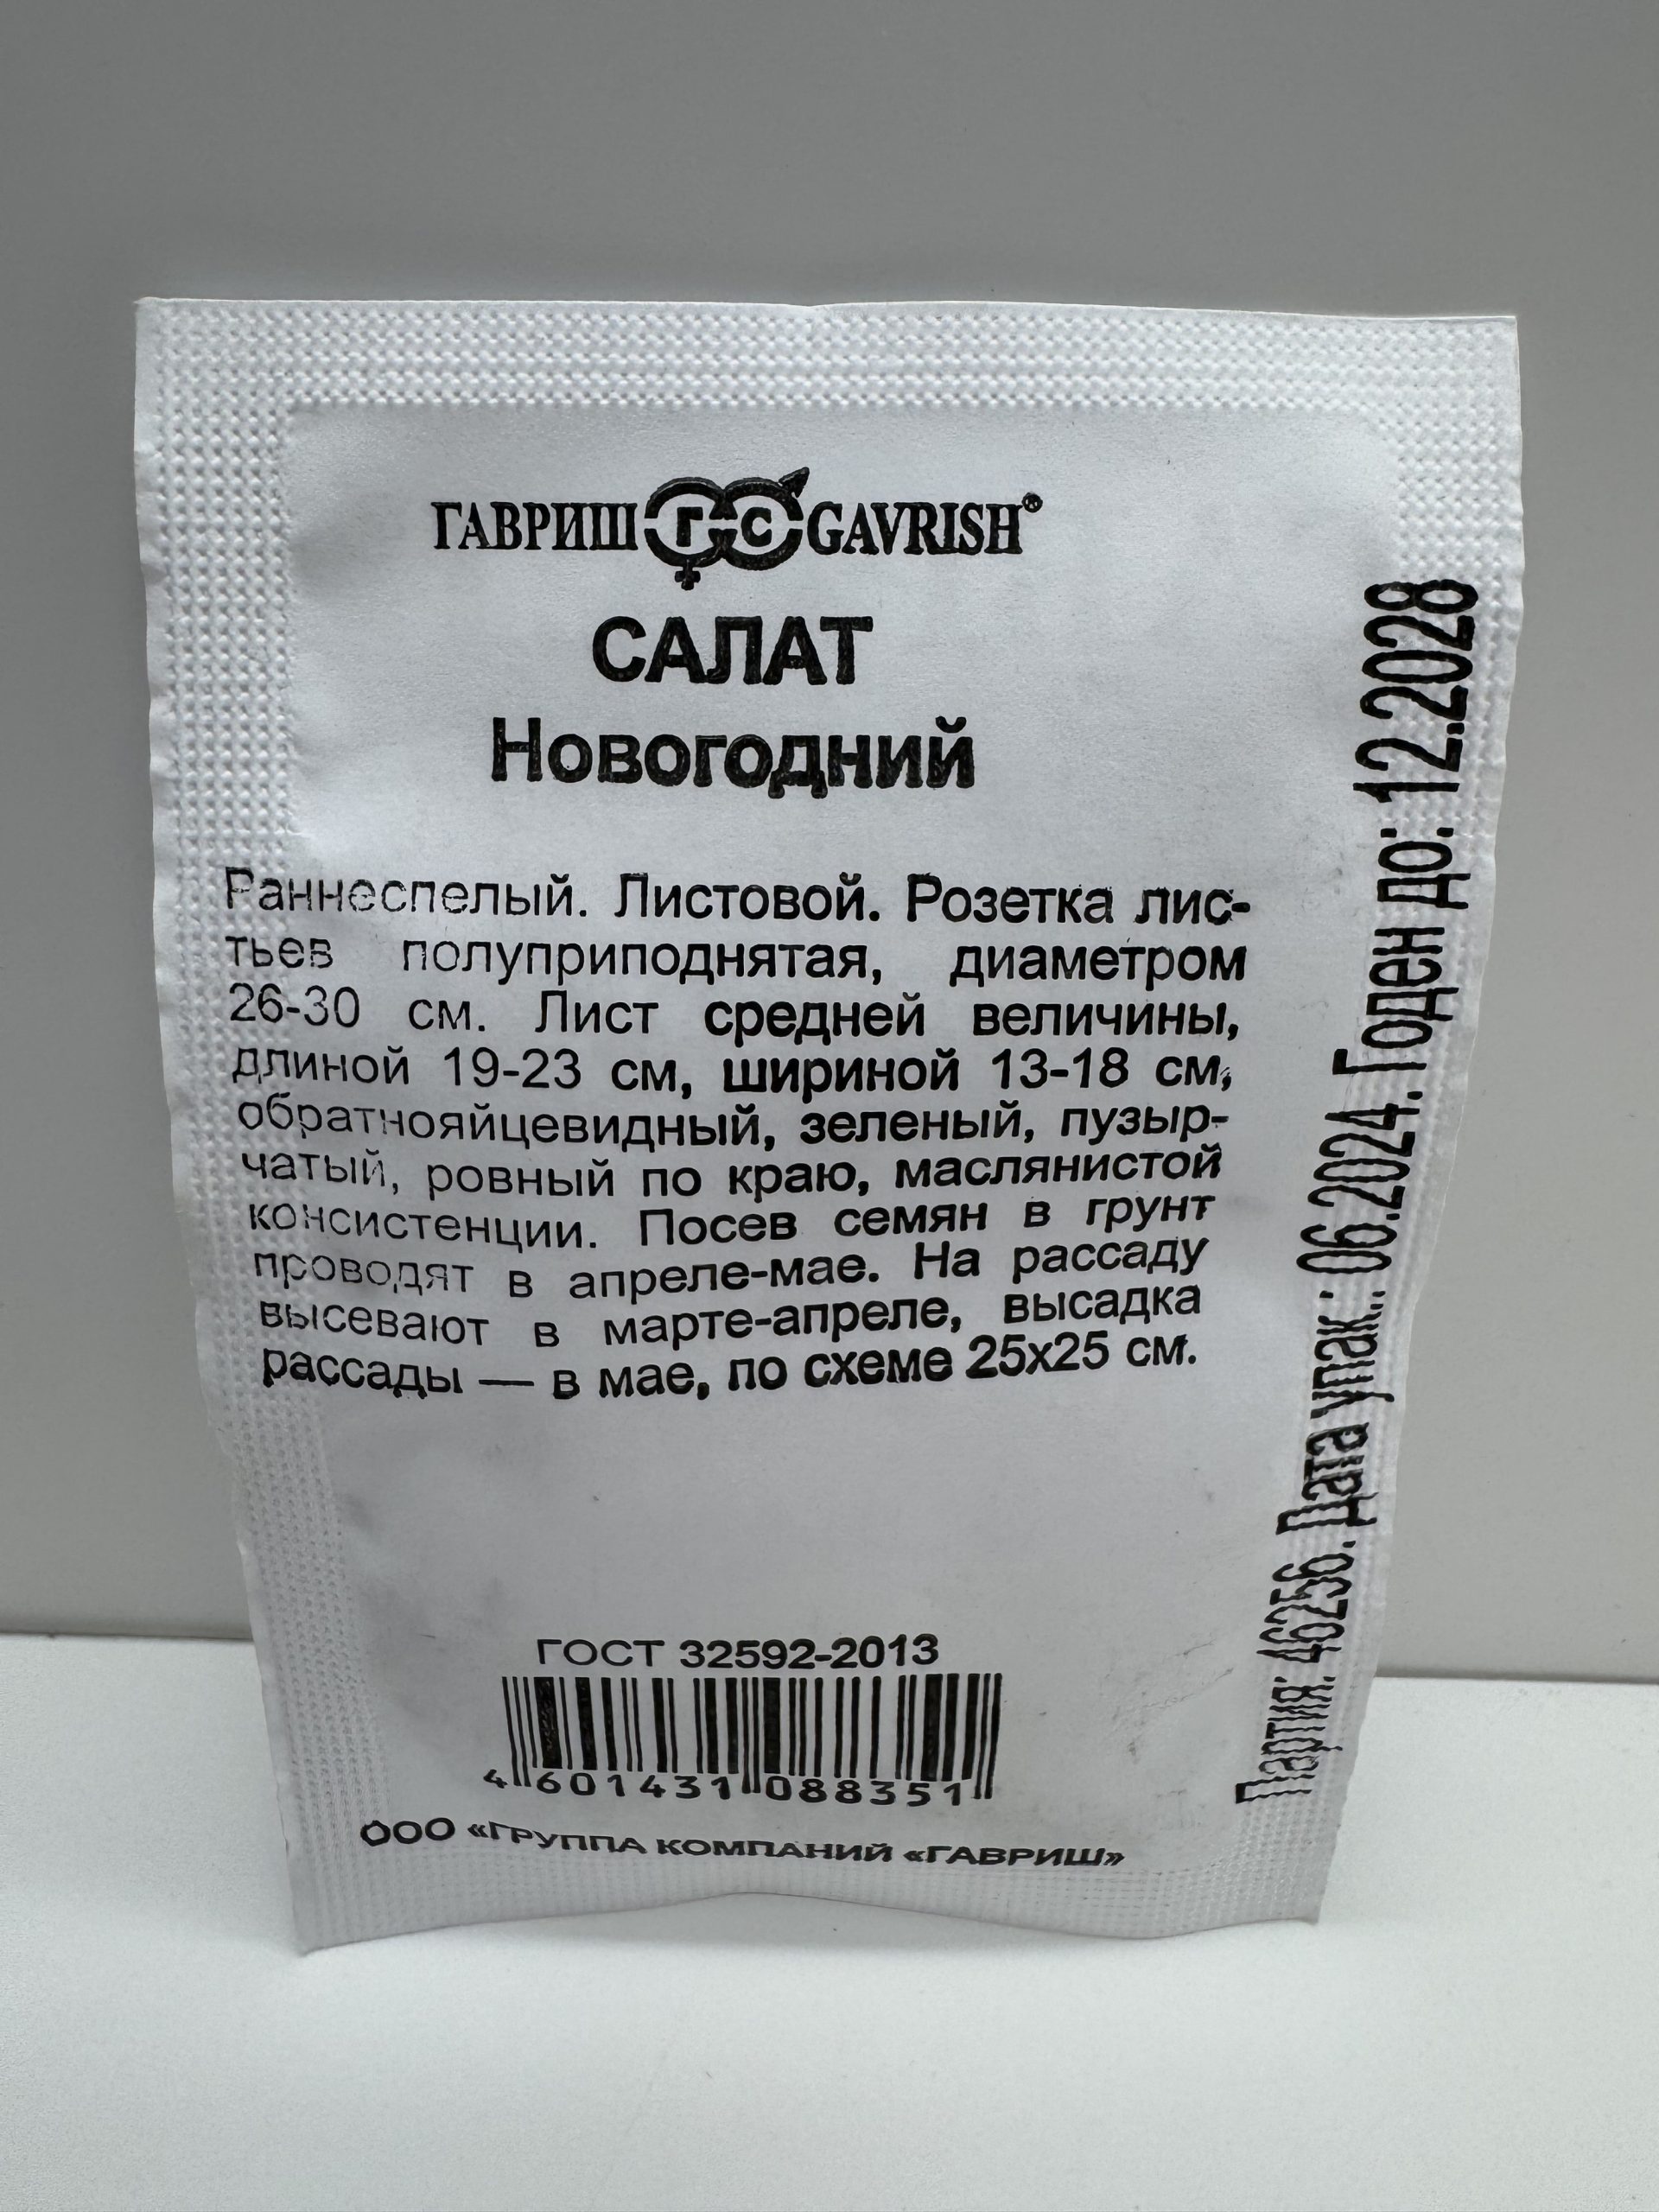 ГАВРИШ ГС GAVRISH®
САЛАТ
Новогодний
Раннеспелый. Листовой. Розетка лис-
тьев полуприподнятая, диаметром
26-30 см. Лист средней величины,
длиной 19-23 см, шириной 13-18 см,
обратнояйцевидный, зеленый, пузыр-
чатый, ровный по краю, маслянистой
консистенции. Посев семян в грунт
проводят в апреле-мае. На рассаду
высевают в марте-апреле, высадка
рассады — в мае, по схеме 25х25 см.
ГОСТ 32592-2013
4 601431 088351
ООО «ГРУППА КОМПАНИЙ «ГАВРИШ»
Партия: 46256. Дата упак.: 06.2024. Годен до: 12.2028